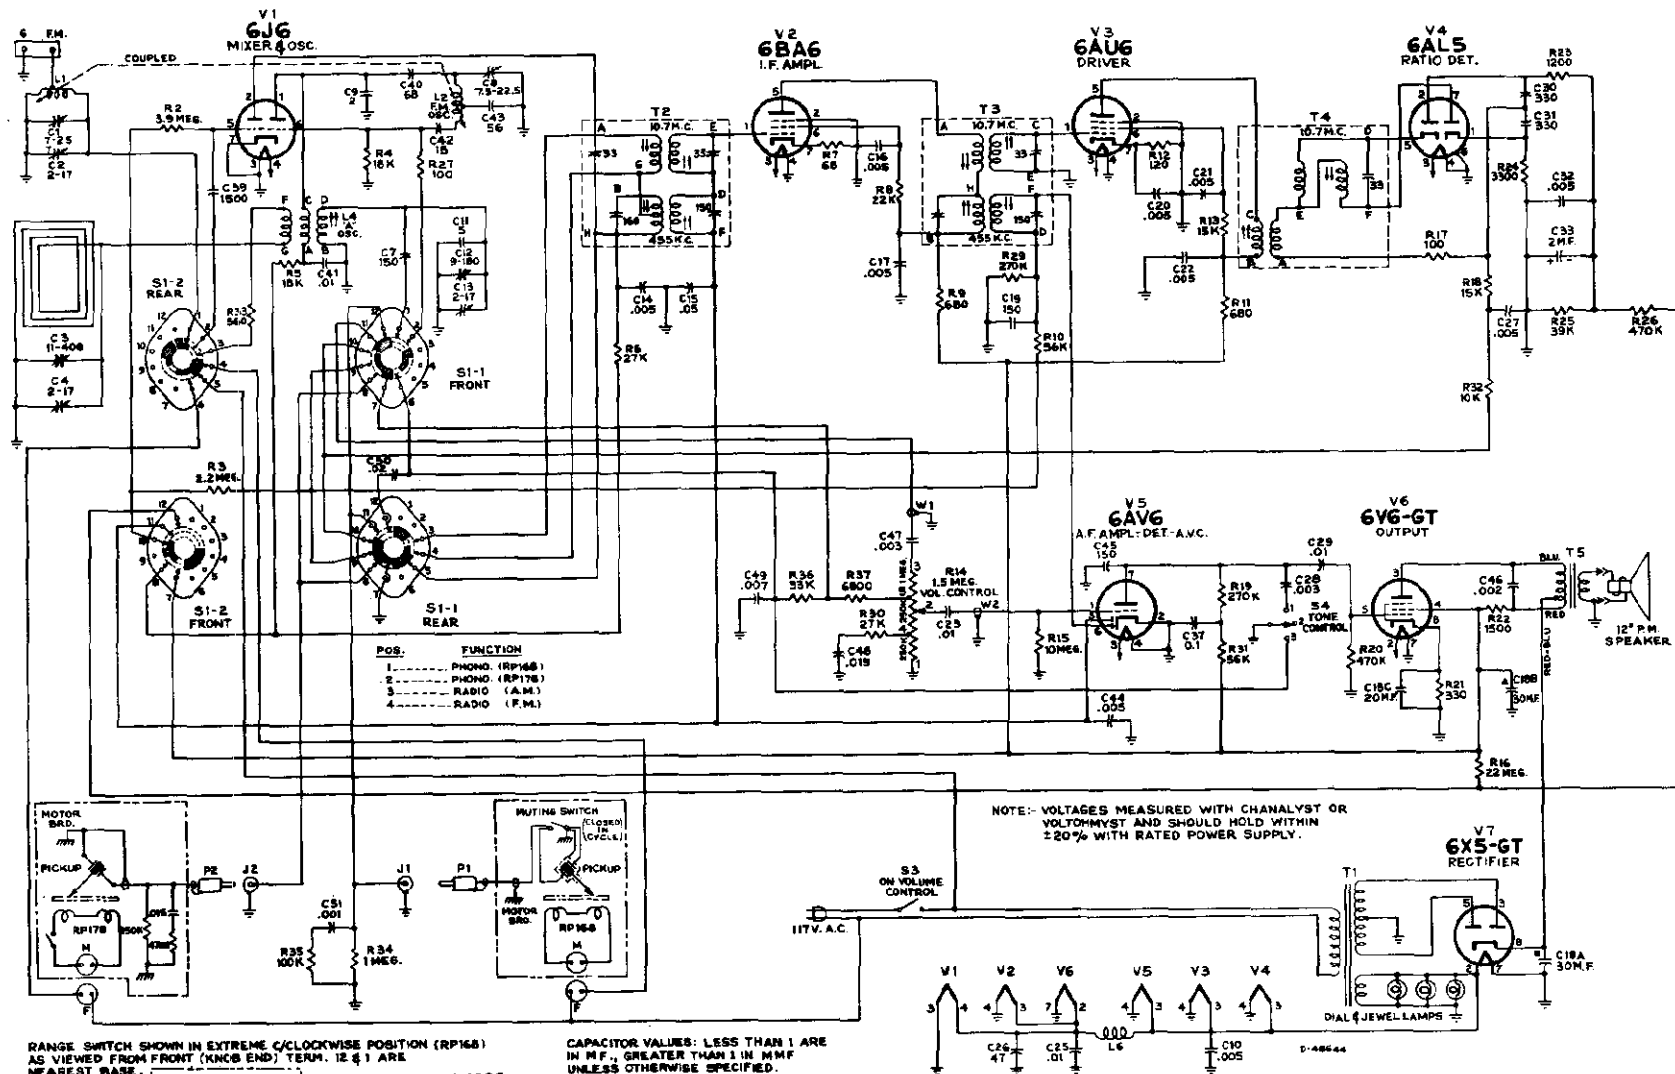 G F.M.
L1
COUPLED
C1
7-25
C2
2-17
R2
3.9 MEG.
V1
6J6
MIXER & OSC.
C9
2
C40
68
L2
F.M.
OSC.
C8
7.5-22.5
C43
56
C42
15
R4
18K
R27
100
C39
1500
L4
"A"
OSC.
R5
18K
C41
.01
C7
150
C11
5
C12
9-180
C13
2-17
C3
11-408
C4
2-17
S1-2
REAR
R33
560
S1-1
FRONT
R3
2.2 MEG.
C50
.02
S1-2
FRONT
S1-1
REAR
T2
10.7 M.C.
33
33
160
150
455 K.C.
C14
.005
C15
.05
R6
27K
V2
6BA6
I.F. AMPL.
R7
68
C16
.005
R8
22K
C17
.005
R9
680
T3
10.7 M.C.
33
150
455 K.C.
R29
270K
C19
150
R10
56K
V3
6AU6
DRIVER
R12
120
C20
.005
C21
.005
R13
15K
C22
.005
R11
680
T4
10.7 M.C.
33
V4
6AL5
RATIO DET.
R23
1200
C30
330
C31
330
R24
3300
C32
.005
C33
2 M.F.
R17
100
R18
15K
C27
.005
R25
39K
R26
470K
R32
10K
W1
C47
.003
C49
.007
R36
33K
R37
6800
R14
1.5 MEG.
VOL. CONTROL
R30
27K
C48
.015
C23
.01
W2
R15
10MEG.
V5
6AV6
A.F. AMPL.-DET.-A.V.C.
C45
150
C37
0.1
R19
270K
R31
56K
C28
.003
C29
.01
S4
TONE
CONTROL
C44
.005
V6
6V6-GT
OUTPUT
R20
470K
C18C
20MF.
R21
330
R22
1500
C46
.002
C18B
30MF.
BLU.
RED
RED-BLU
T5
12" P.M.
SPEAKER
R16
22 MEG.
POS. FUNCTION
1 -------- PHONO. (RP168)
2 -------- PHONO. (RP178)
3 -------- RADIO (A.M.)
4 -------- RADIO (F.M.)
NOTE:- VOLTAGES MEASURED WITH CHANALYST OR
VOLTOHMYST AND SHOULD HOLD WITHIN
±20% WITH RATED POWER SUPPLY.
MOTOR
BRD.
PICKUP
RP178
M
F
P2
J2
C51
.001
R35
100K
R34
1 MEG.
J1
P1
MUTING SWITCH
(CLOSED
IN
CYCLE)
PICKUP
MOTOR
BRD.
RP168
M
F
S3
ON VOLUME
CONTROL
117V. A.C.
T1
V7
6X5-GT
RECTIFIER
C18A
30M.F.
DIAL & JEWEL LAMPS
V1 V2 V6 V5 V3 V4
C26
47
C25
.01
L6
C10
.005
D-48644
RANGE SWITCH SHOWN IN EXTREME C/CLOCKWISE POSITION (RP168)
AS VIEWED FROM FRONT (KNOB END) TERM. 12 & 1 ARE
NEAREST BASE.
CAPACITOR VALUES: LESS THAN 1 ARE
IN M F., GREATER THAN 1 IN MMF
UNLESS OTHERWISE SPECIFIED.